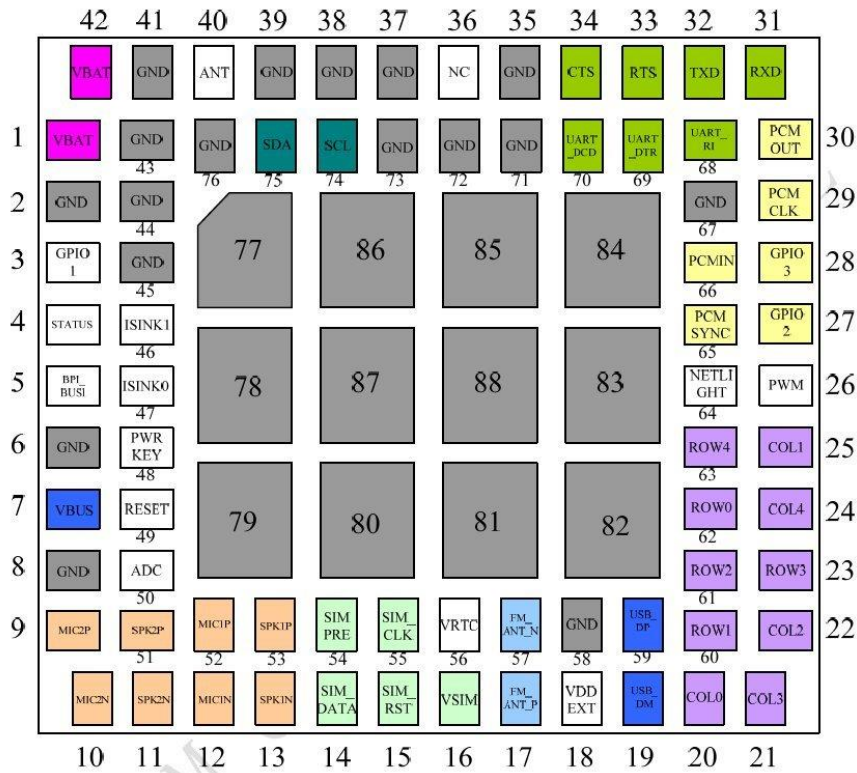 42 41 40 39 38 37 36 35 34 33 32 31
VBAT GND ANT GND GND GND NC GND CTS RTS TXD RXD
1 VBAT GND GND SDA SCL GND GND GND UART_DCD UART_DTR UART_RI PCM OUT 30
43 76 75 74 73 72 71 70 69 68
2 GND GND GND PCM CLK 29
44 67
77 86 85 84
3 GPIO 1 GND PCMIN GPIO 3 28
45 66
4 STATUS ISINK1 PCM SYNC GPIO 2 27
46 65
5 BPI_BUS1 ISINK0 NETLIGHT PWM 26
47 64
78 87 88 83
6 GND PWR KEY ROW4 COL1 25
48 63
7 VBUS RESET ROW0 COL4 24
49 62
79 80 81 82
8 GND ADC ROW2 ROW3 23
50 61
9 MIC2P SPK2P MIC1P SPK1P SIM PRE SIM_CLK VRTC FM_ANT_N GND USB_DP ROW1 COL2 22
51 52 53 54 55 56 57 58 59 60
MIC2N SPK2N MIC1N SPK1N SIM_DATA SIM_RST VSIM FM_ANT_P VDD EXT USB_DM COL0 COL3
10 11 12 13 14 15 16 17 18 19 20 21